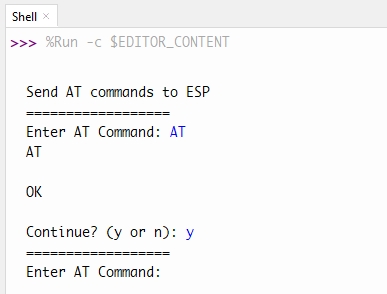 Shell ×
>>> %Run -c $EDITOR_CONTENT
Send AT commands to ESP
==================
Enter AT Command: AT
AT
OK
Continue? (y or n): y
==================
Enter AT Command: